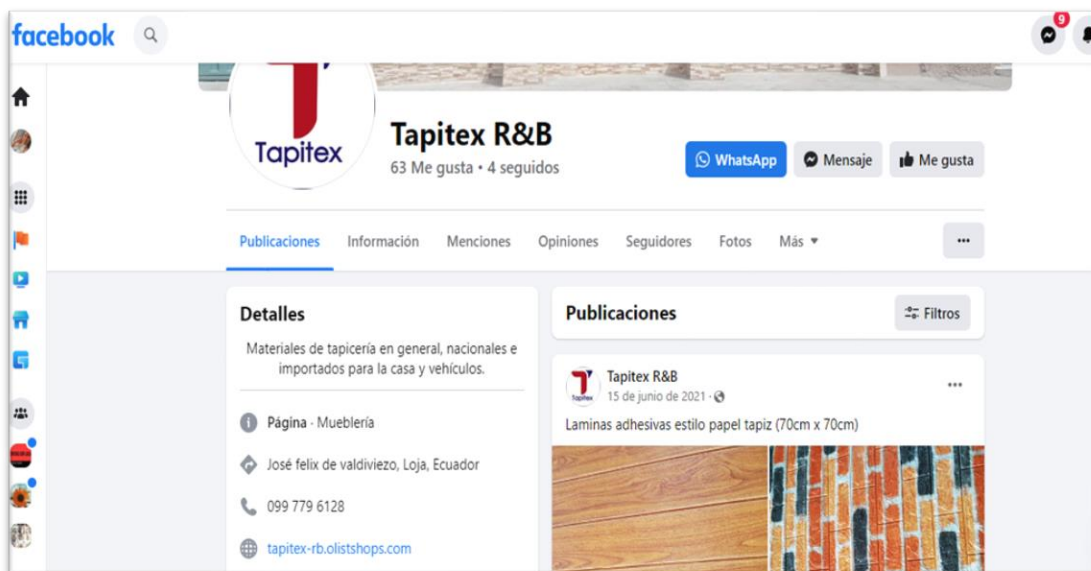 facebook
9
Tapitex
Tapitex R&B
63 Me gusta • 4 seguidos
WhatsApp
Mensaje
Me gusta
Publicaciones
Información
Menciones
Opiniones
Seguidores
Fotos
Más
Detalles
Materiales de tapicería en general, nacionales e
importados para la casa y vehículos.
Página · Mueblería
José felix de valdiviezo, Loja, Ecuador
099 779 6128
tapitex-rb.olistshops.com
Publicaciones
Filtros
Tapitex
Tapitex R&B
15 de junio de 2021 ·
Laminas adhesivas estilo papel tapiz (70cm x 70cm)